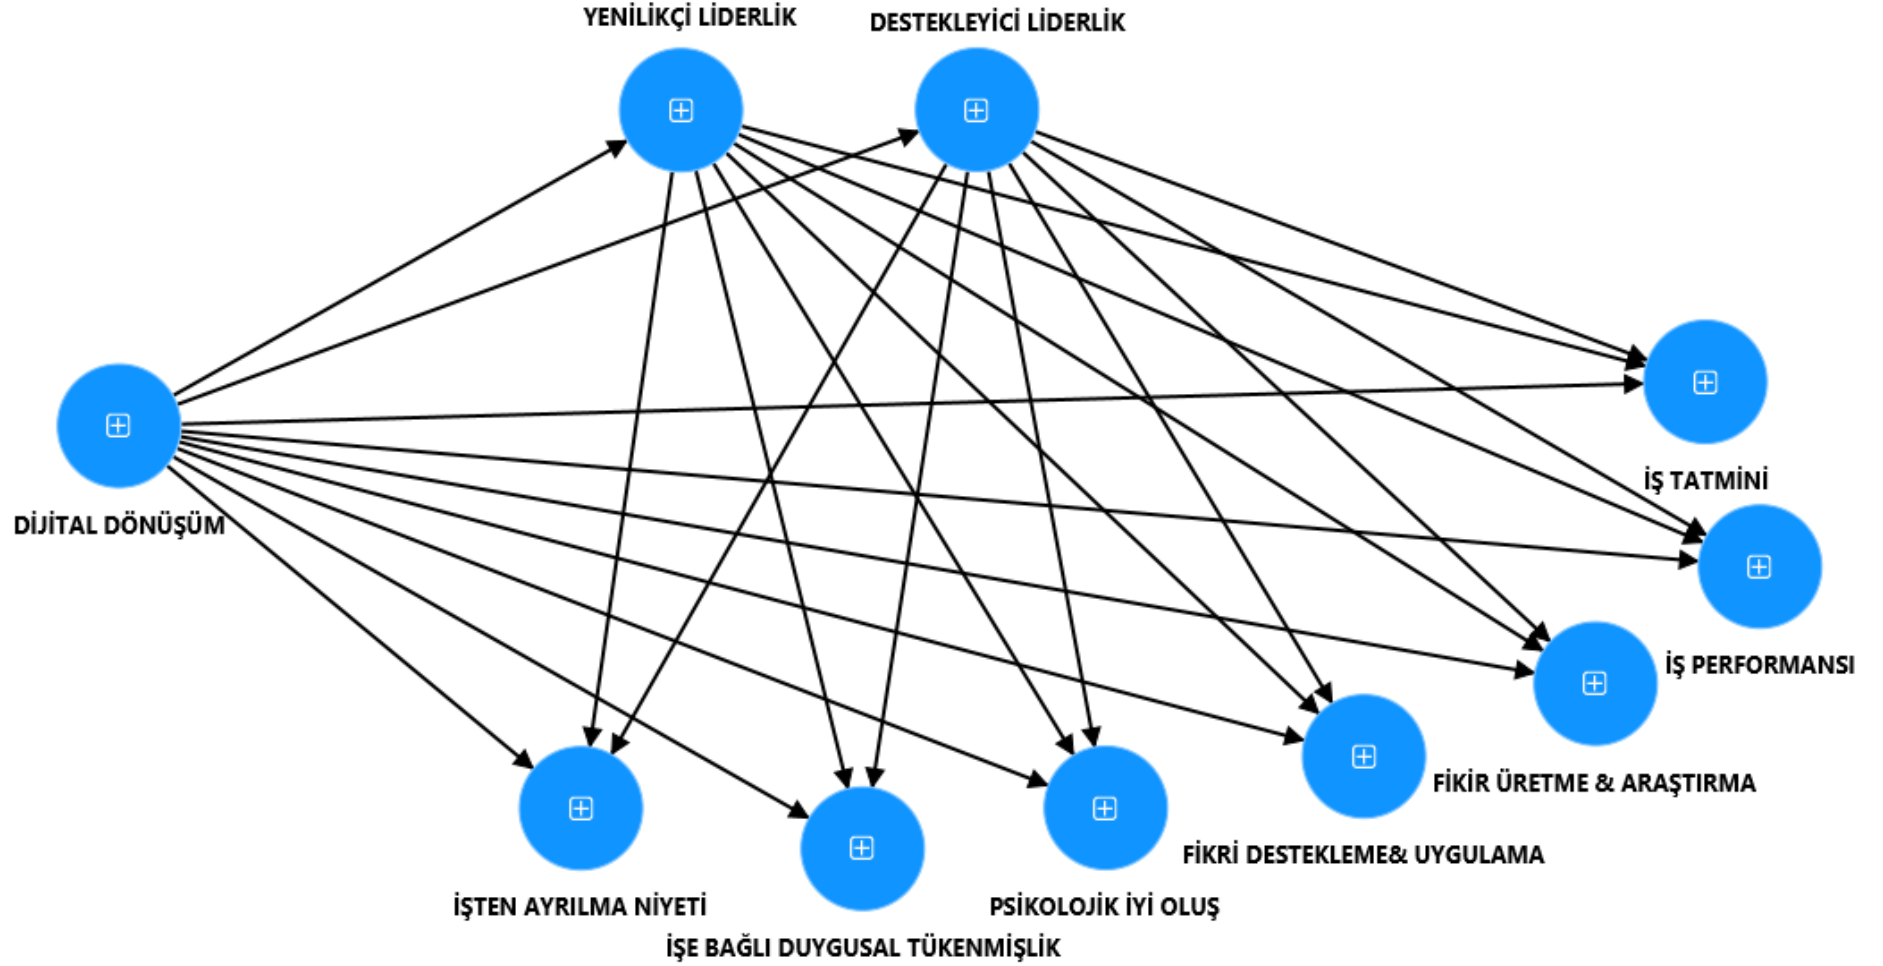 YENİLİKÇİ LİDERLİK
DESTEKLEYİCİ LİDERLİK
DİJİTAL DÖNÜŞÜM
İŞ TATMİNİ
İŞ PERFORMANSI
FİKİR ÜRETME & ARAŞTIRMA
FİKRİ DESTEKLEME& UYGULAMA
İŞTEN AYRILMA NİYETİ
PSİKOLOJİK İYİ OLUŞ
İŞE BAĞLI DUYGUSAL TÜKENMİŞLİK